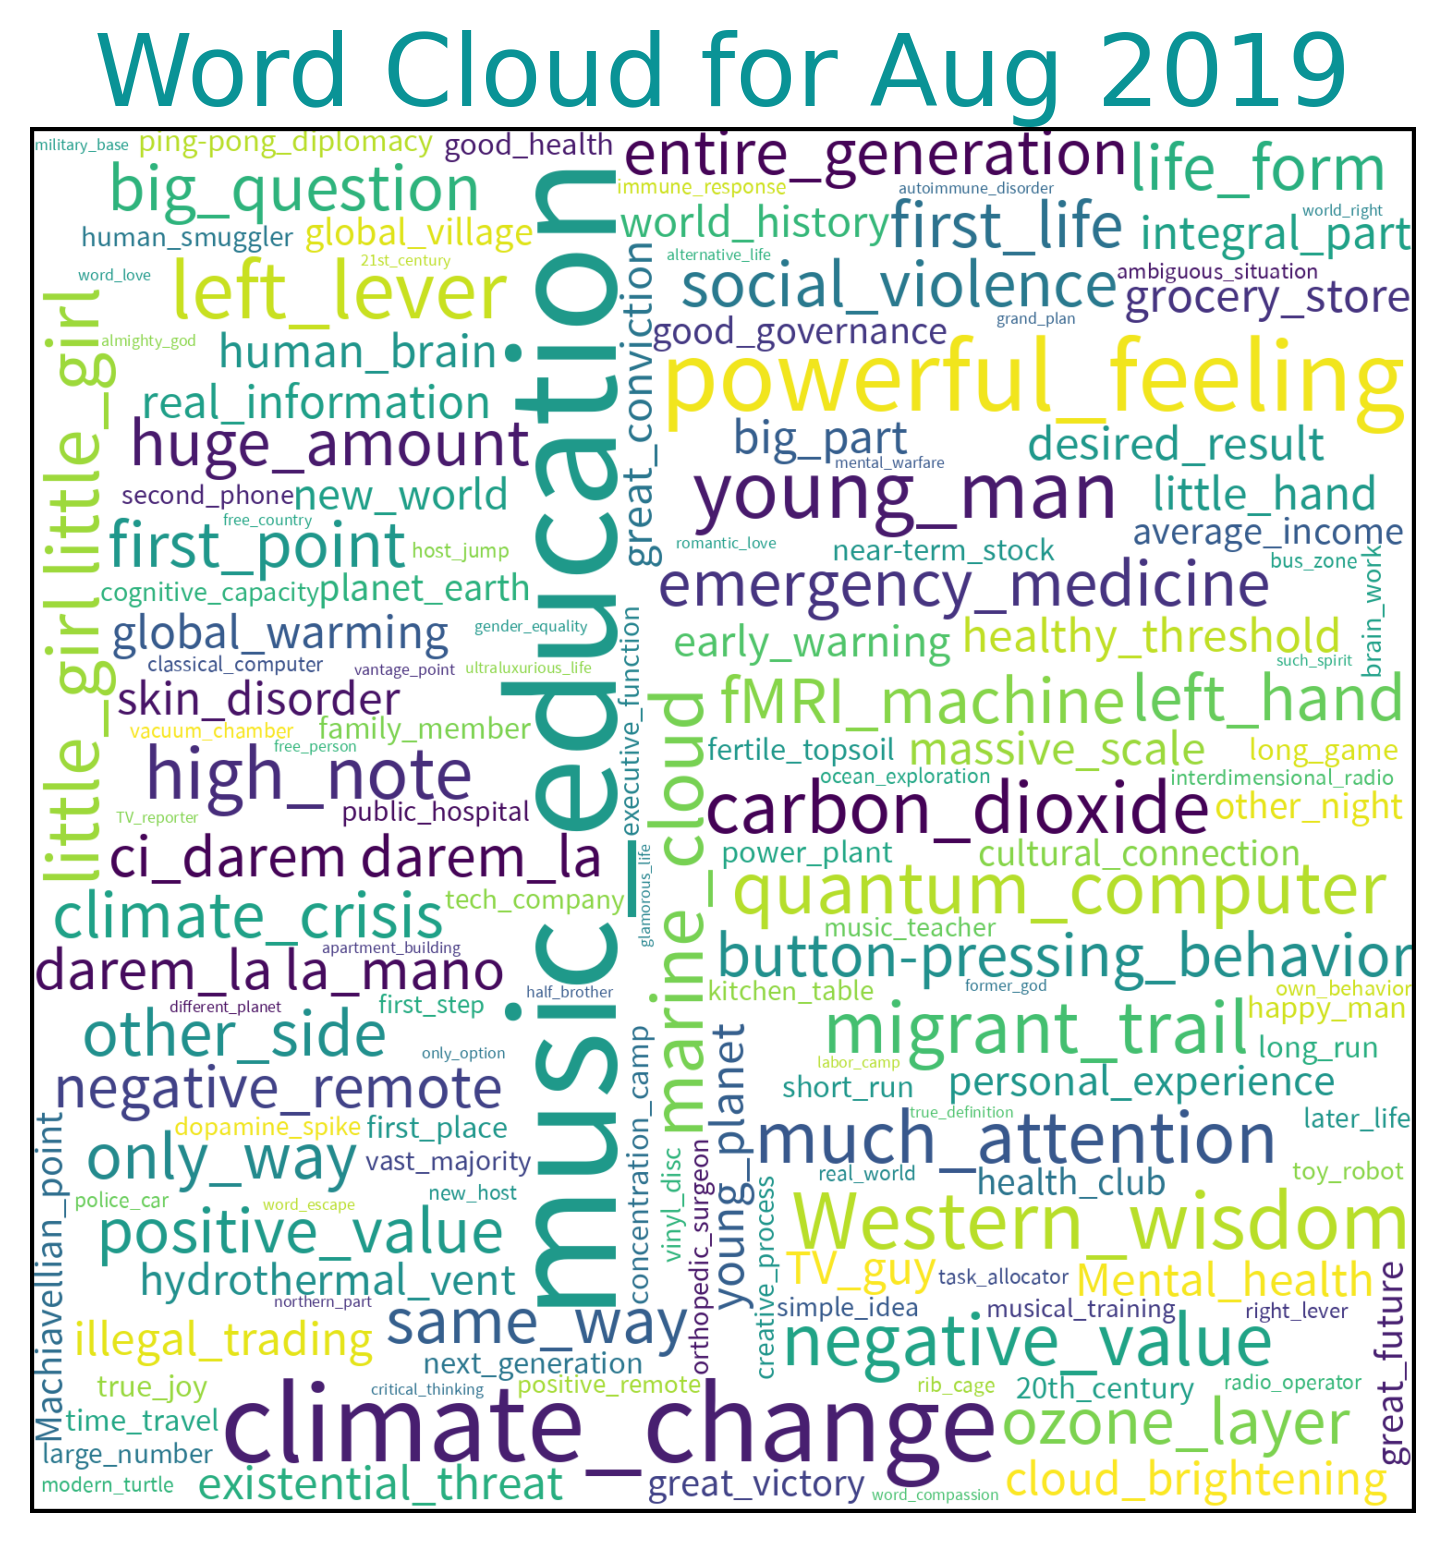 Word Cloud for Aug 2019
military_base
ping-pong_diplomacy
good_health
entire_generation
life_form
big_question
immune_response
autoimmune_disorder
world_right
human_smuggler
global_village
world_history
first_life
integral_part
word_love
21st_century
alternative_life
left_lever
social_violence
ambiguous_situation
grocery_store
almighty_god
good_governance
grand_plan
human_brain
great_conviction
powerful_feeling
little_girl little_girl
real_information
music_education
huge_amount
big_part
desired_result
mental_warfare
second_phone
new_world
young_man
little_hand
free_country
average_income
first_point
host_jump
romantic_love
near-term_stock
bus_zone
brain_work
cognitive_capacity
planet_earth
emergency_medicine
global_warming
gender_equality
executive_function
early_warning
healthy_threshold
classical_computer
vantage_point
ultraluxurious_life
such_spirit
skin_disorder
marine_cloud
fMRI_machine
left_hand
vacuum_chamber
family_member
free_person
fertile_topsoil
massive_scale
long_game
high_note
ocean_exploration
interdimensional_radio
TV_reporter
public_hospital
carbon_dioxide
other_night
ci_darem
darem_la
glamorous_life
power_plant
cultural_connection
climate_crisis
tech_company
quantum_computer
apartment_building
music_teacher
darem_la
la_mano
button-pressing_behavior
different_planet
first_step
half_brother
kitchen_table
former_god
own_behavior
other_side
only_option
concentration_camp
young_planet
migrant_trail
happy_man
long_run
negative_remote
labor_camp
short_run
personal_experience
Machiavellian_point
dopamine_spike
first_place
true_definition
later_life
only_way
vast_majority
vinyl_disc
orthopedic_surgeon
much_attention
real_world
health_club
toy_robot
police_car
word_escape
new_host
creative_process
positive_value
Western_wisdom
hydrothermal_vent
TV_guy
task_allocator
Mental_health
northern_part
simple_idea
musical_training
right_lever
great_future
illegal_trading
same_way
negative_value
next_generation
true_joy
critical_thinking
positive_remote
rib_cage
20th_century
radio_operator
time_travel
climate_change
ozone_layer
large_number
modern_turtle
existential_threat
great_victory
word_compassion
cloud_brightening